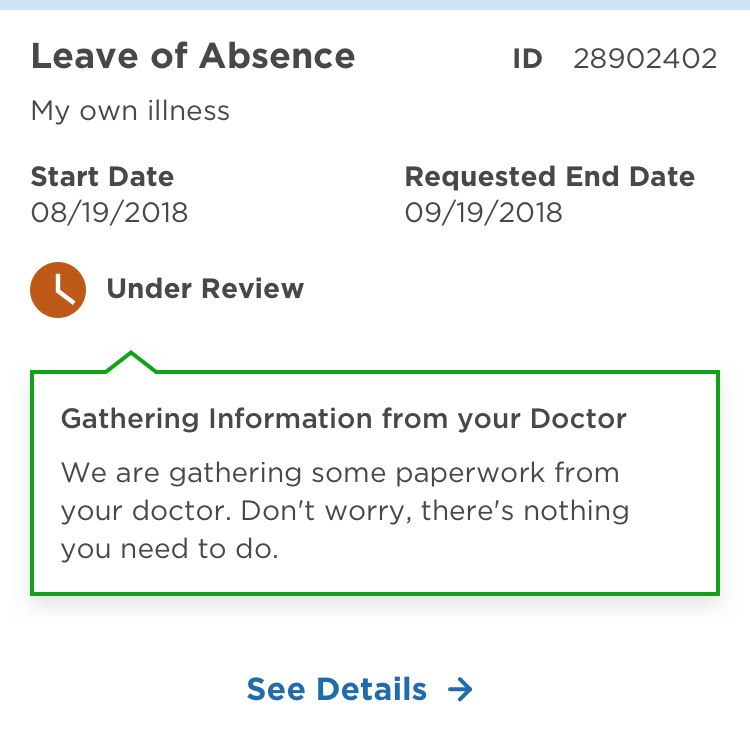 Leave of Absence
ID 28902402
My own illness
Start Date
Requested End Date
08/19/2018
09/19/2018
Under Review
Gathering Information from your Doctor
We are gathering some paperwork from
your doctor. Don't worry, there's nothing
you need to do.
See Details